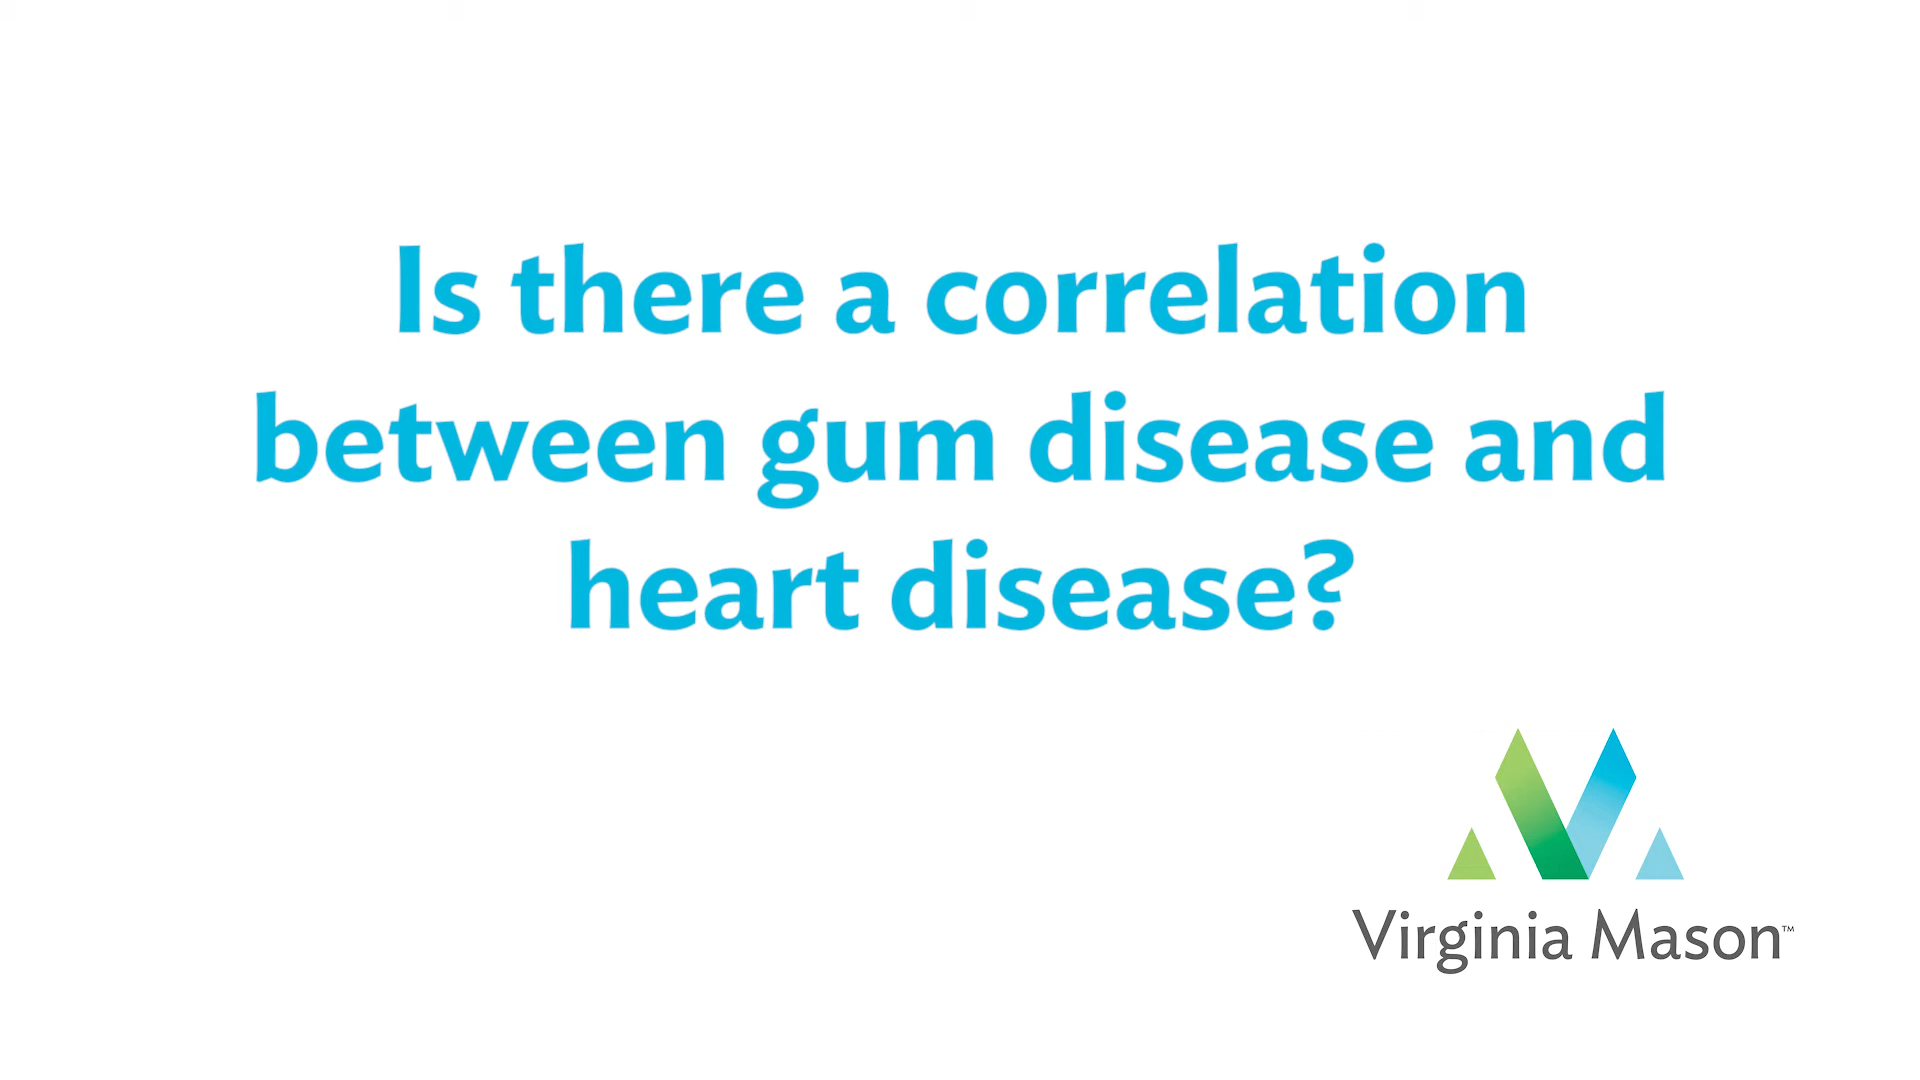 Is there a correlation
between gum disease and
heart disease?
Virginia Mason™